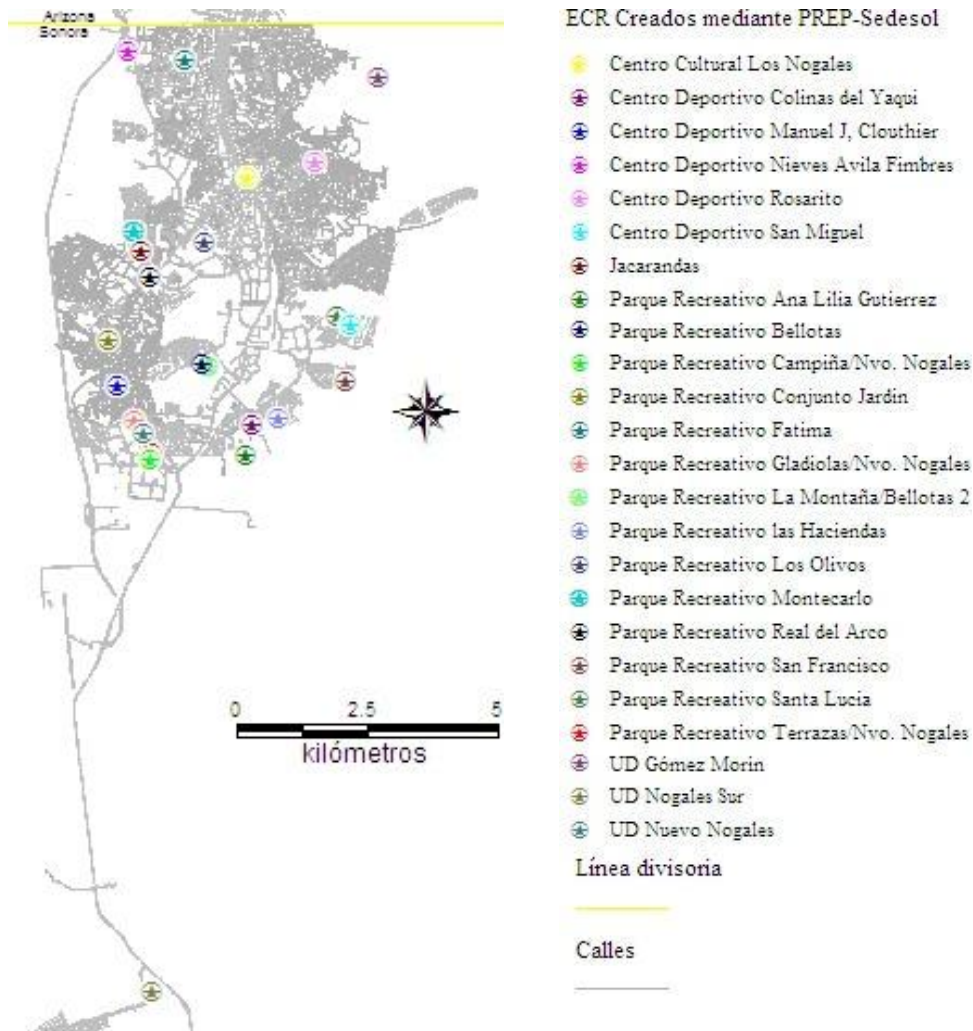 Arizona
Sonora
0 2.5 5
kilómetros
ECR Creados mediante PREP-Sedesol
Centro Cultural Los Nogales
Centro Deportivo Colinas del Yaqui
Centro Deportivo Manuel J, Clouthier
Centro Deportivo Nieves Avila Fimbres
Centro Deportivo Rosarito
Centro Deportivo San Miguel
Jacarandas
Parque Recreativo Ana Lilia Gutierrez
Parque Recreativo Bellotas
Parque Recreativo Campiña/Nvo. Nogales
Parque Recreativo Conjunto Jardin
Parque Recreativo Fatima
Parque Recreativo Gladiolas/Nvo. Nogales
Parque Recreativo La Montaña/Bellotas 2
Parque Recreativo las Haciendas
Parque Recreativo Los Olivos
Parque Recreativo Montecarlo
Parque Recreativo Real del Arco
Parque Recreativo San Francisco
Parque Recreativo Santa Lucia
Parque Recreativo Terrazas/Nvo. Nogales
UD Gómez Morin
UD Nogales Sur
UD Nuevo Nogales
Línea divisoria
Calles